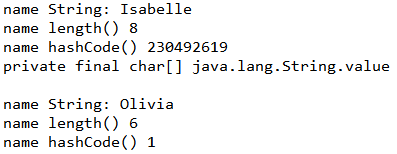 name String: Isabelle
name length() 8
name hashCode() 230492619
private final char[] java.lang.String.value

name String: Olivia
name length() 6
name hashCode() 1